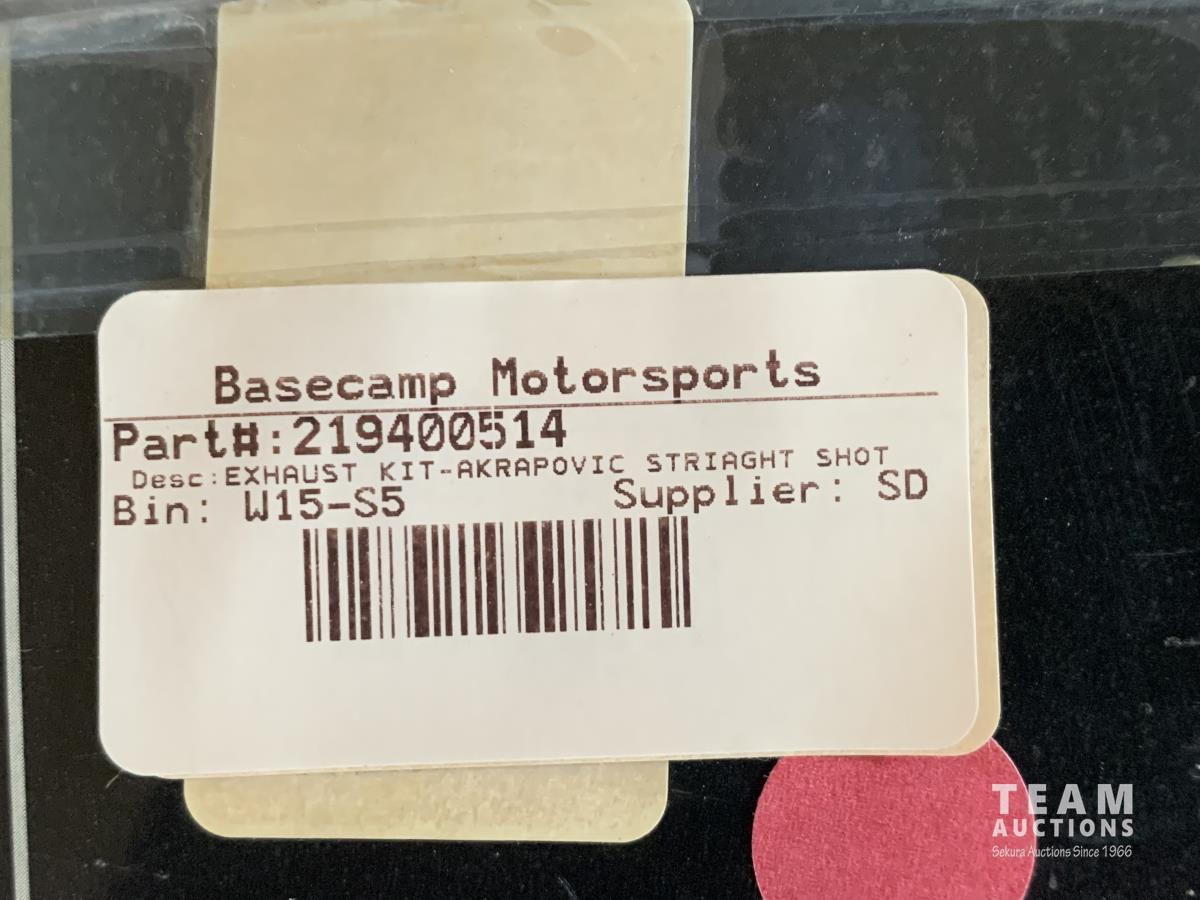 Basecamp Motorsports
Part#:219400514
Desc:EXHAUST KIT-AKRAPOVIC STRIAGHT SHOT
Bin: W15-S5 Supplier: SD
TEAM
AUCTIONS
Sekura Auctions Since 1966